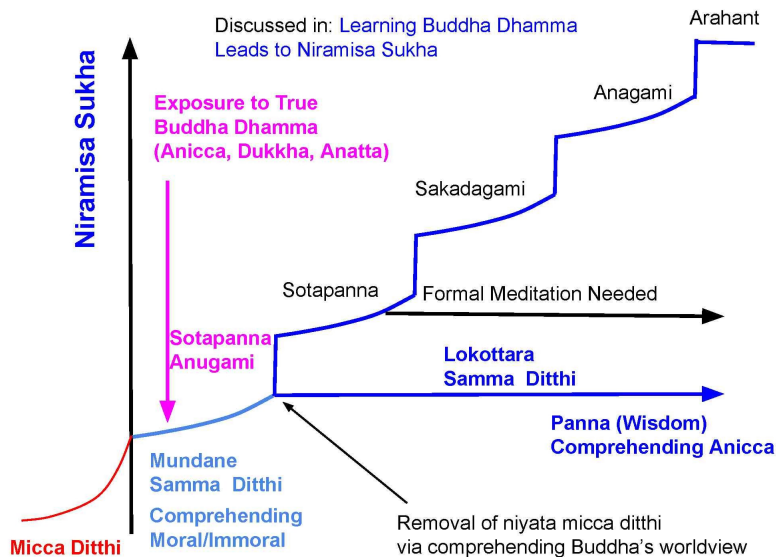 Discussed in: Learning Buddha Dhamma
Leads to Niramisa Sukha
Arahant
Anagami
Niramisa Sukha
Exposure to True
Buddha Dhamma
(Anicca, Dukkha, Anatta)
Sakadagami
Sotapanna
Formal Meditation Needed
Sotapanna
Anugami
Lokottara
Samma Ditthi
Panna (Wisdom)
Comprehending Anicca
Mundane
Samma Ditthi
Comprehending
Moral/Immoral
Micca Ditthi
Removal of niyata micca ditthi
via comprehending Buddha's worldview